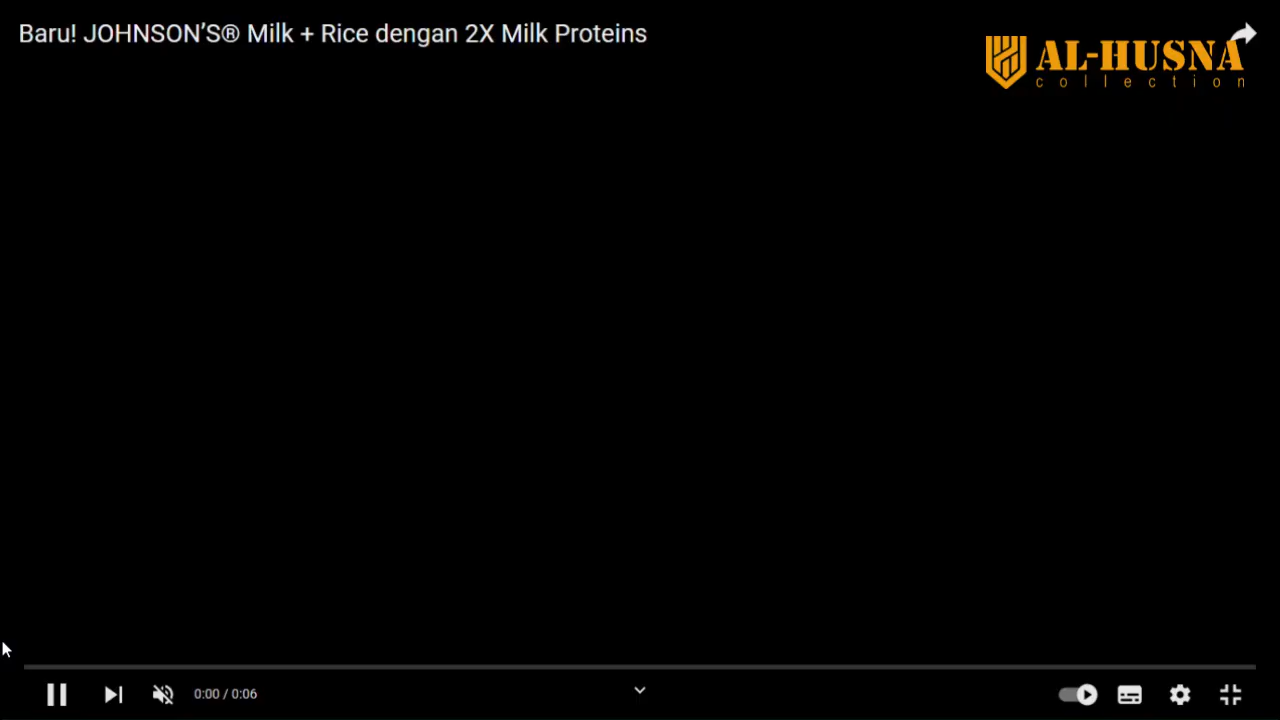 Baru! JOHNSON’S® Milk + Rice dengan 2X Milk Proteins
AL-HUSNA
collection
0:00 / 0:06